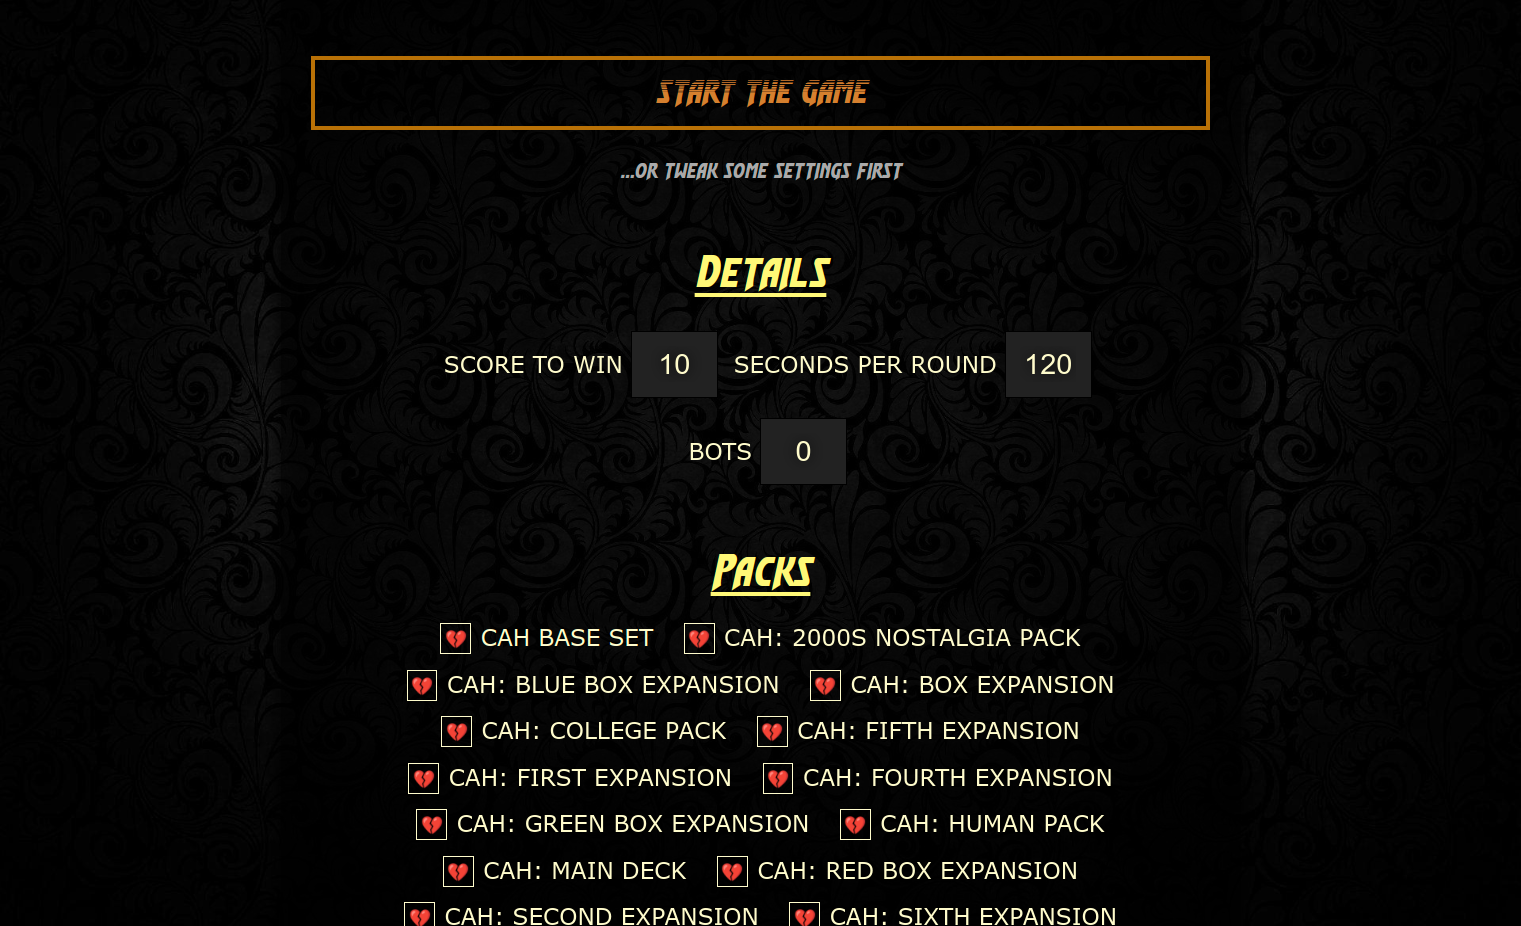 START THE GAME
...OR TWEAK SOME SETTINGS FIRST
DETAILS
SCORE TO WIN 10 SECONDS PER ROUND 120
BOTS 0
PACKS
CAH BASE SET CAH: 2000S NOSTALGIA PACK
CAH: BLUE BOX EXPANSION CAH: BOX EXPANSION
CAH: COLLEGE PACK CAH: FIFTH EXPANSION
CAH: FIRST EXPANSION CAH: FOURTH EXPANSION
CAH: GREEN BOX EXPANSION CAH: HUMAN PACK
CAH: MAIN DECK CAH: RED BOX EXPANSION
CAH: SECOND EXPANSION CAH: SIXTH EXPANSION